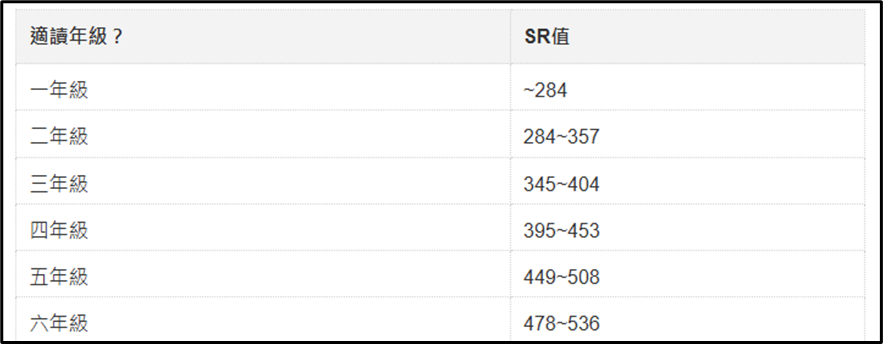 適讀年級？ SR值
一年級 ~284
二年級 284~357
三年級 345~404
四年級 395~453
五年級 449~508
六年級 478~536